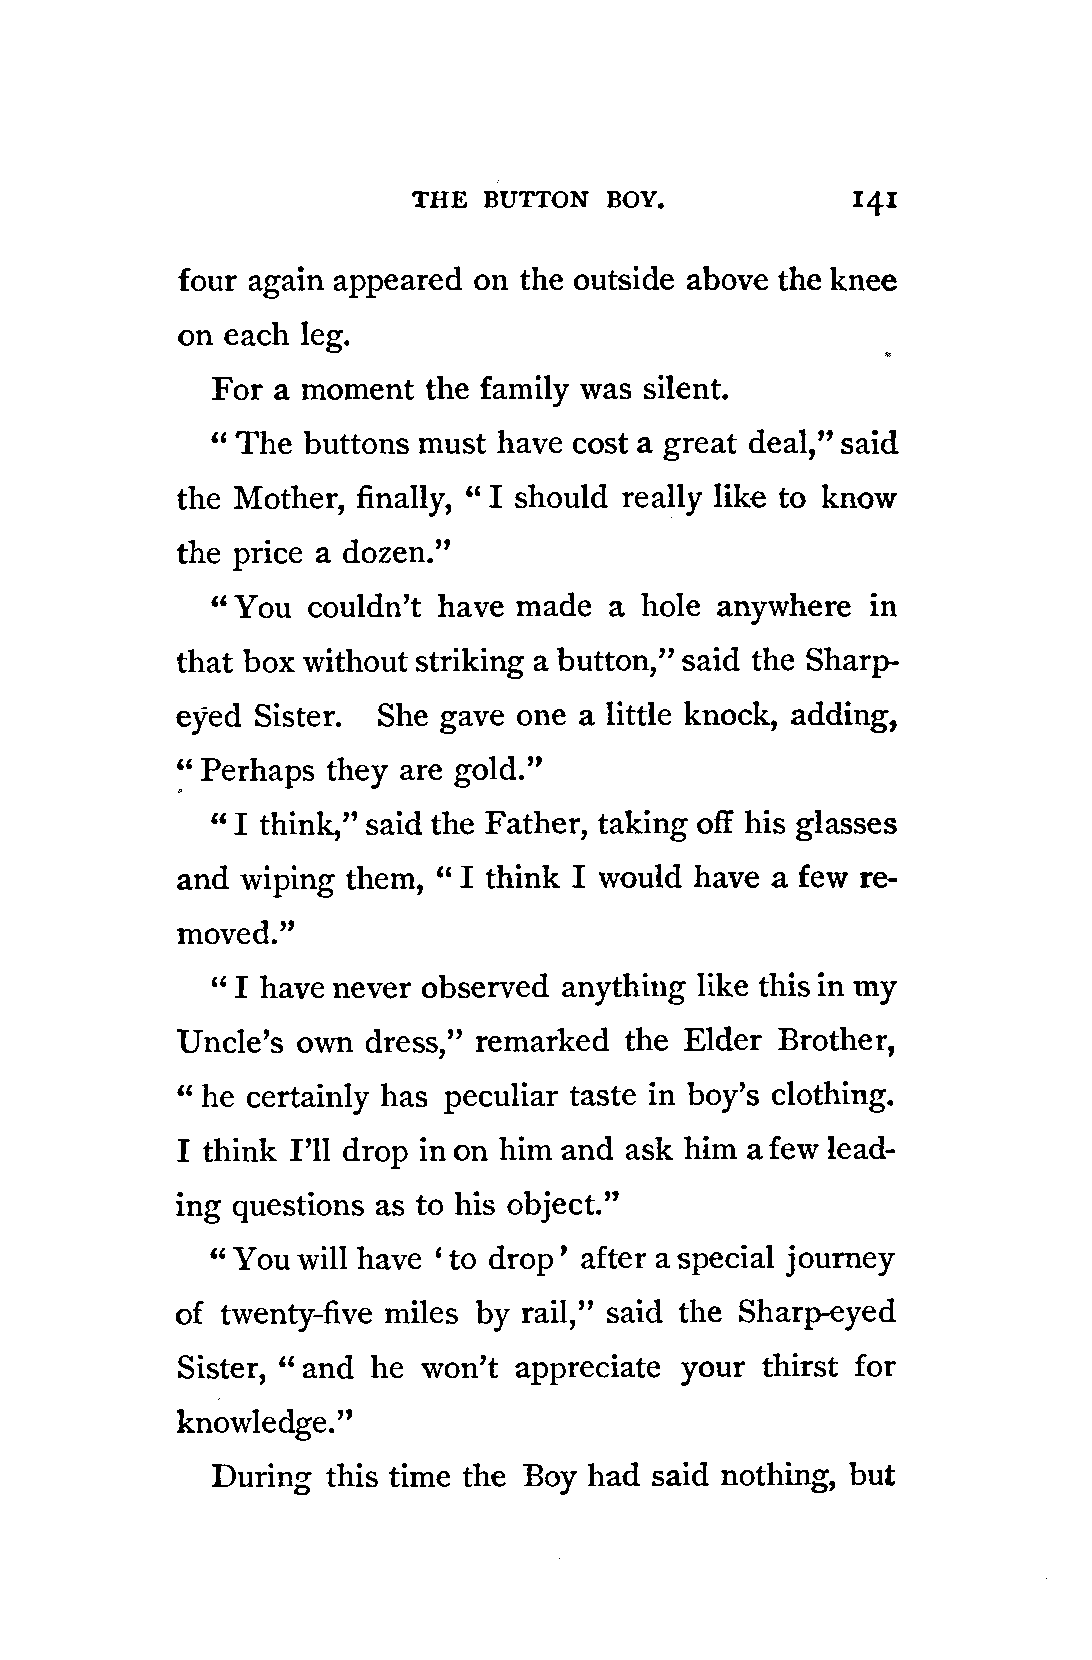 THE BUTTON BOY. 141
four again appeared on the outside above the knee
on each leg.
For a moment the family was silent.
“ The buttons must have cost a great deal,” said
the Mother, finally, “ I should really like to know
the price a dozen.”
“ You couldn’t have made a hole anywhere in
that box without striking a button,” said the Sharp-
eyed Sister. She gave one a little knock, adding,
“ Perhaps they are gold.”
“ I think,” said the Father, taking off his glasses
and wiping them, “ I think I would have a few re-
moved.”
“ I have never observed anything like this in my
Uncle’s own dress,” remarked the Elder Brother,
“ he certainly has peculiar taste in boy’s clothing.
I think I’ll drop in on him and ask him a few lead-
ing questions as to his object.”
“ You will have ‘ to drop ’ after a special journey
of twenty-five miles by rail,” said the Sharp-eyed
Sister, “ and he won’t appreciate your thirst for
knowledge.”
During this time the Boy had said nothing, but